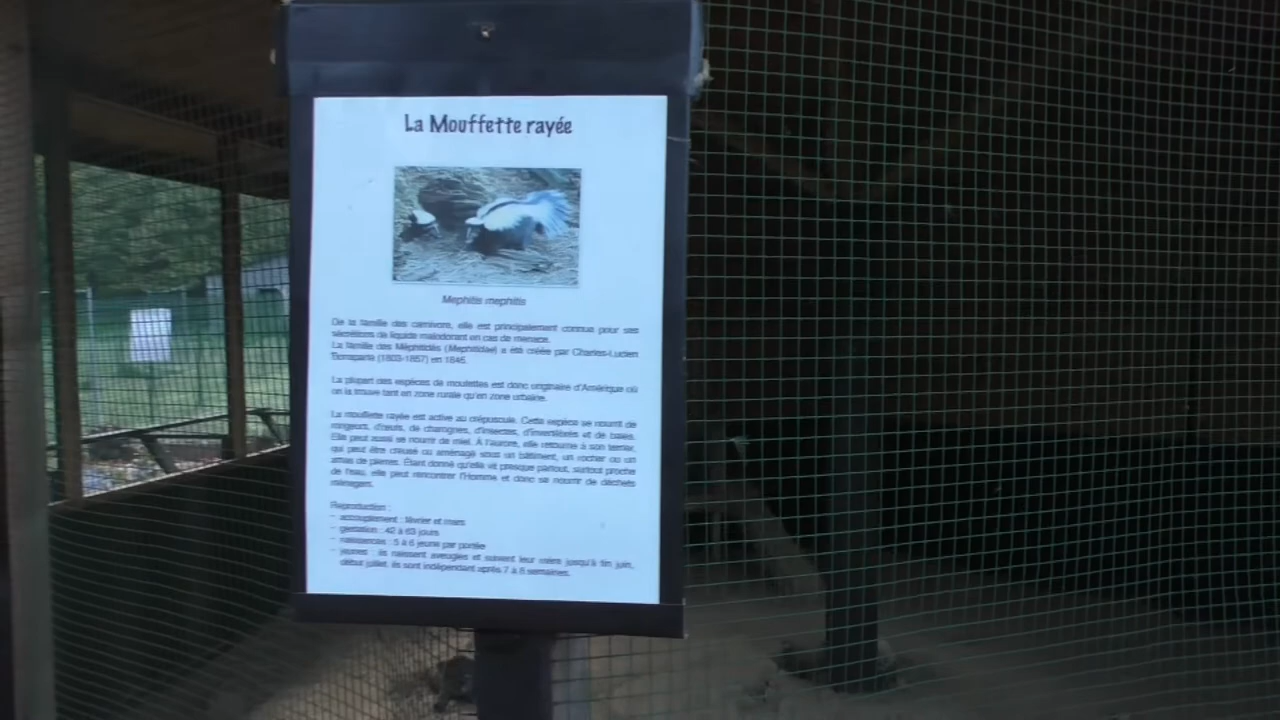 La Mouffette rayée
Mephitis mephitis
De la famille des carnivore, elle est principalement connue pour ses
sécrétions de liquide malodorant en cas de menace.
La famille des Méphitidés (Mephitidae) a été créée par Charles-Lucien
Bonaparte (1803-1857) en 1845.
La plupart des espèces de moufettes est donc originaire d'Amérique où
on la trouve tant en zone rurale qu'en zone urbaine.
La mouffette rayée est active au crépuscule. Cette espèce se nourrit de
rongeurs, d'œufs, de charognes, d'insectes, d'invertébrés et de baies.
Elle peut aussi se nourrir de miel. À l'aurore, elle retourne à son terrier,
qui peut être creusé ou aménagé sous un bâtiment, un rocher ou un
amas de pierres. Étant donné qu'elle vit presque partout, surtout proche
de l'eau, elle peut rencontrer l'Homme et donc se nourrir de déchets
ménagers.
Reproduction :
- accouplement : février et mars
- gestation : 42 à 63 jours
- naissances : 5 à 6 jeune par portée
- jeunes : ils naissent aveugles et suivent leur mère jusqu'à fin juin,
début juillet. ils sont indépendant après 7 à 8 semaines.